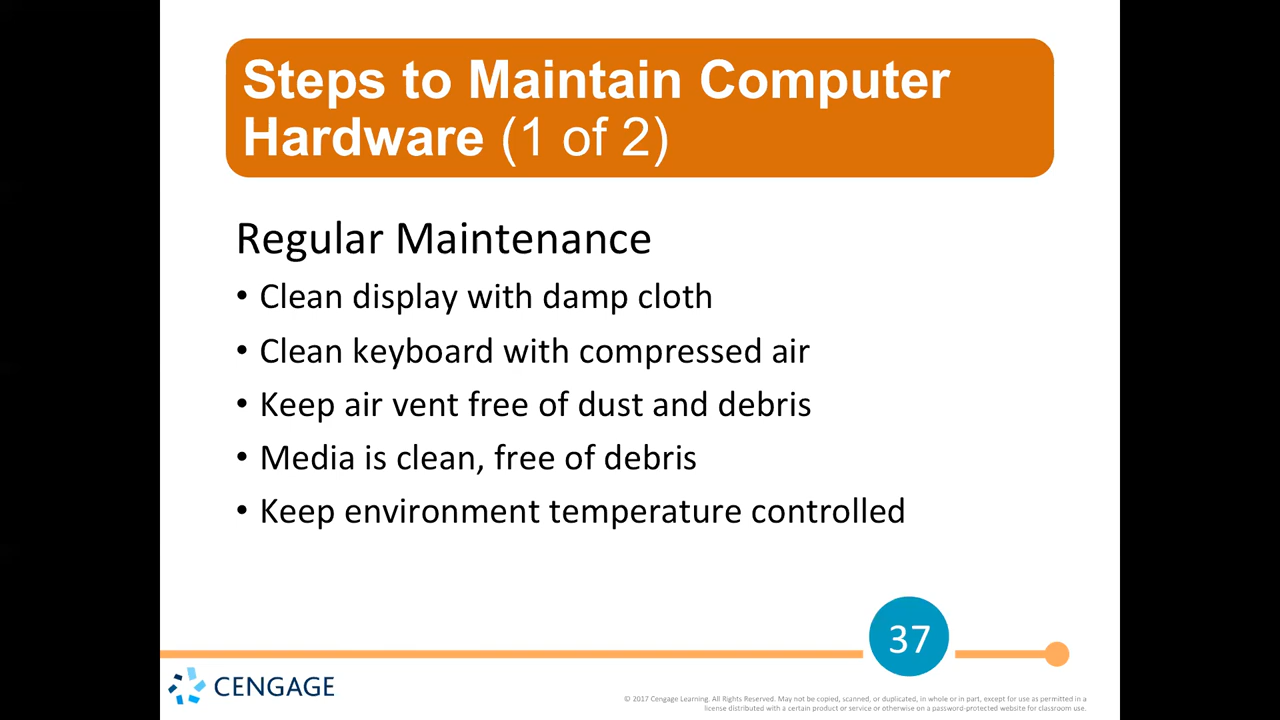 Steps to Maintain Computer
Hardware (1 of 2)
Regular Maintenance
• Clean display with damp cloth
• Clean keyboard with compressed air
• Keep air vent free of dust and debris
• Media is clean, free of debris
• Keep environment temperature controlled
37
CENGAGE
© 2017 Cengage Learning. All Rights Reserved. May not be copied, scanned, or duplicated, in whole or in part, except for use as permitted in a
license distributed with a certain product or service or otherwise on a password-protected website for classroom use.